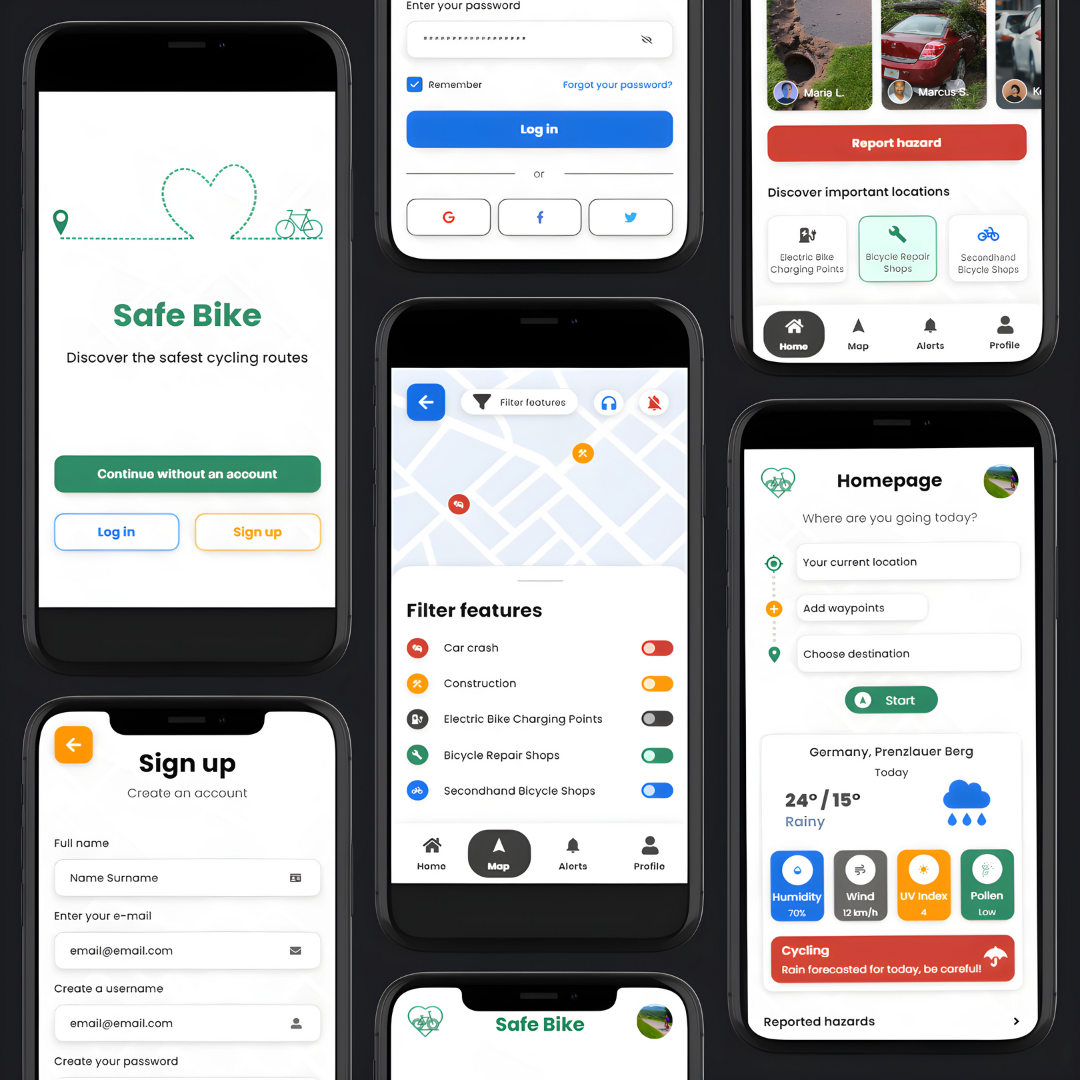 Safe Bike
Discover the safest cycling routes
Continue without an account
Log in
Sign up
Sign up
Create an account
Full name
Name Surname
Enter your e-mail
email@email.com
Create a username
email@email.com
Create your password
Enter your password
*****************
Remember
Forgot your password?
Log in
or
G
f
Filter features
Filter features
Car crash
Construction
Electric Bike Charging Points
Bicycle Repair Shops
Secondhand Bicycle Shops
Home
Map
Alerts
Profile
Safe Bike
Maria L.
Marcus S.
Report hazard
Discover important locations
Electric Bike
Charging Points
Bicycle Repair
Shops
Secondhand
Bicycle Shops
Home
Map
Alerts
Profile
Homepage
Where are you going today?
Your current location
Add waypoints
Choose destination
Start
Germany, Prenzlauer Berg
Today
24° / 15°
Rainy
Humidity
70%
Wind
12 km/h
UV Index
4
Pollen
Low
Cycling
Rain forecasted for today, be careful!
Reported hazards